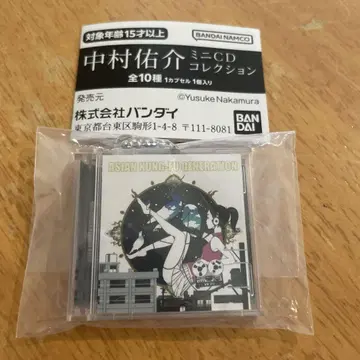 対象年齢15才以上
BANDAI NAMCO
中村佑介 ミニCDコレクション
全10種 1カプセル1個入り
発売元
©Yusuke Nakamura
株式会社バンダイ
東京都台東区駒形1-4-8 〒111-8081
BAN
DAI
ASIAN KUNG-FU GENERATION